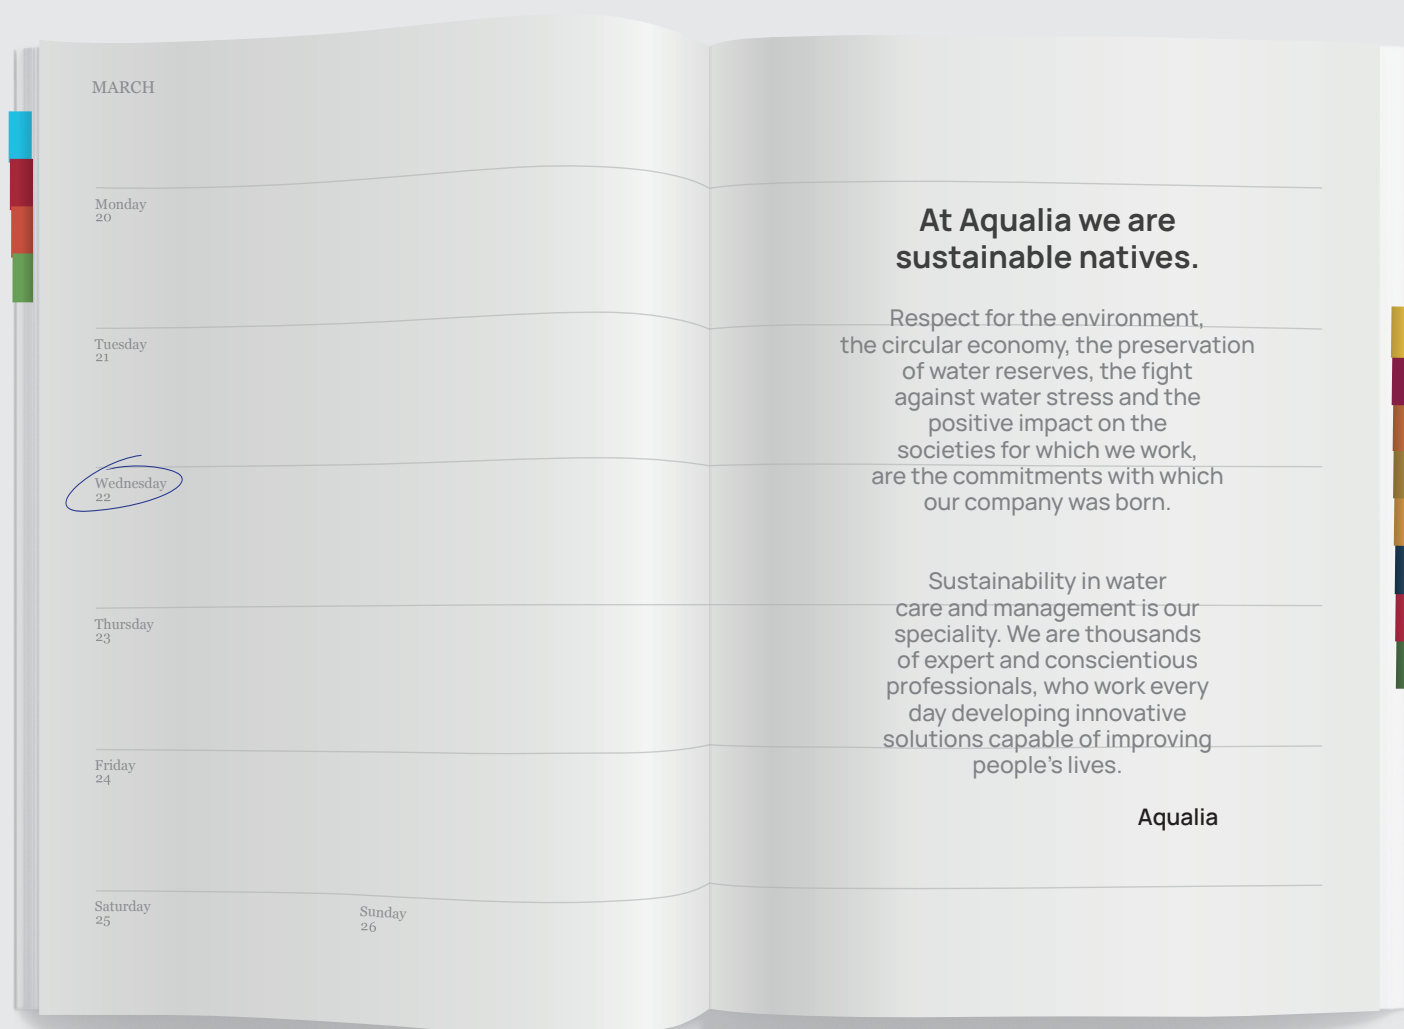 MARCH
Monday
20
Tuesday
21
Wednesday
22
Thursday
23
Friday
24
Saturday
25
Sunday
26
At Aqualia we are
sustainable natives.
Respect for the environment,
the circular economy, the preservation
of water reserves, the fight
against water stress and the
positive impact on the
societies for which we work,
are the commitments with which
our company was born.
Sustainability in water
care and management is our
speciality. We are thousands
of expert and conscientious
professionals, who work every
day developing innovative
solutions capable of improving
people’s lives.
Aqualia